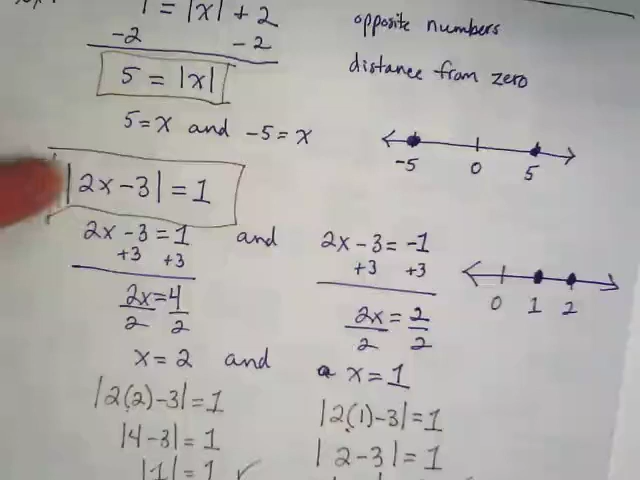 = |x| + 2
-2 -2
5 = |x|
5 = x and -5 = x
opposite numbers
distance from zero
-5 0 5
|2x-3| = 1
2x-3 = 1 and 2x-3 = -1
+3 +3 +3 +3
2x = 4 2x = 2
2 2 2 2
x = 2 and x = 1
0 1 2
|2(2)-3| = 1 |2(1)-3| = 1
|4-3| = 1 |2-3| = 1
|1| = 1 ✓